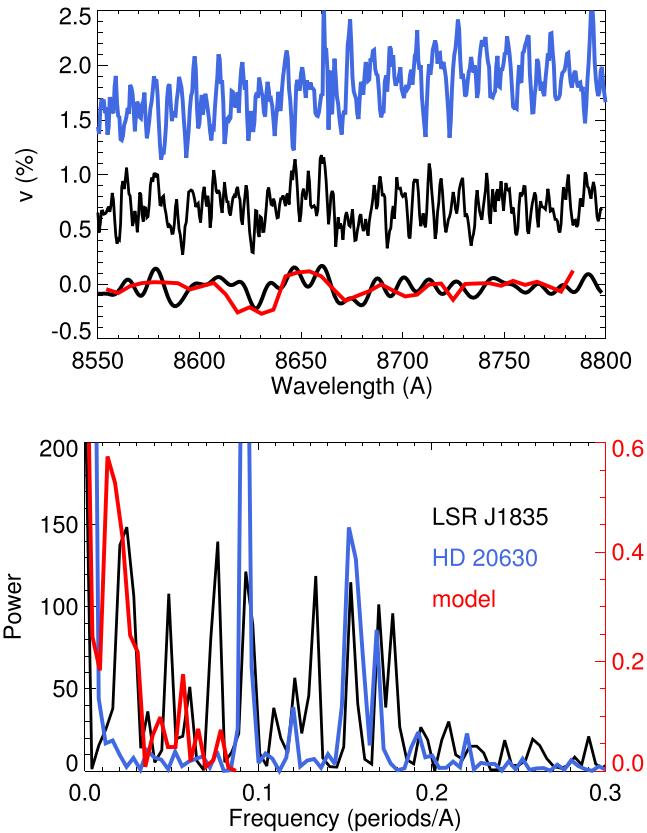 2.5
2.0
1.5
1.0
0.5
0.0
-0.5
v (%)
8550 8600 8650 8700 8750 8800
Wavelength (A)
200
150
100
50
0
Power
0.6
0.4
0.2
0.0
LSR J1835
HD 20630
model
0.0 0.1 0.2 0.3
Frequency (periods/A)